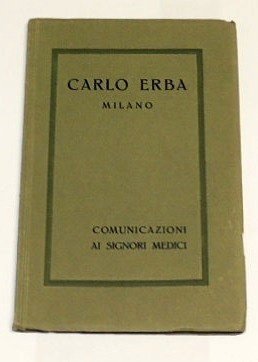 CARLO ERBA
MILANO
COMUNICAZIONI
AI SIGNORI MEDICI